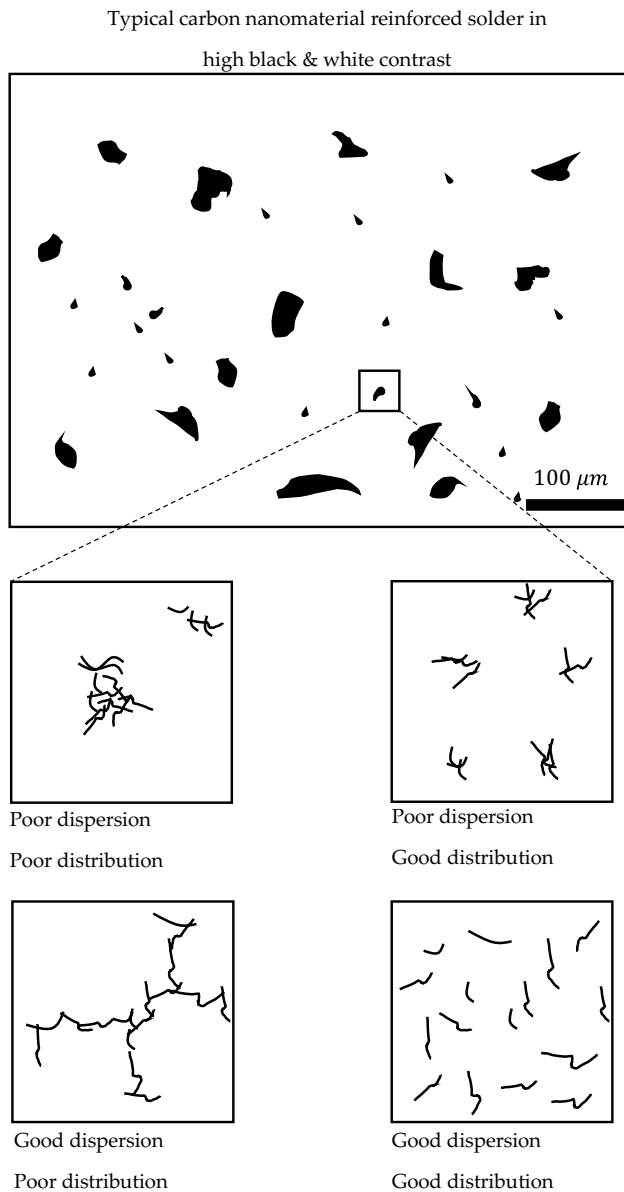 Typical carbon nanomaterial reinforced solder in
high black & white contrast
100 μm
Poor dispersion
Poor distribution
Poor dispersion
Good distribution
Good dispersion
Poor distribution
Good dispersion
Good distribution